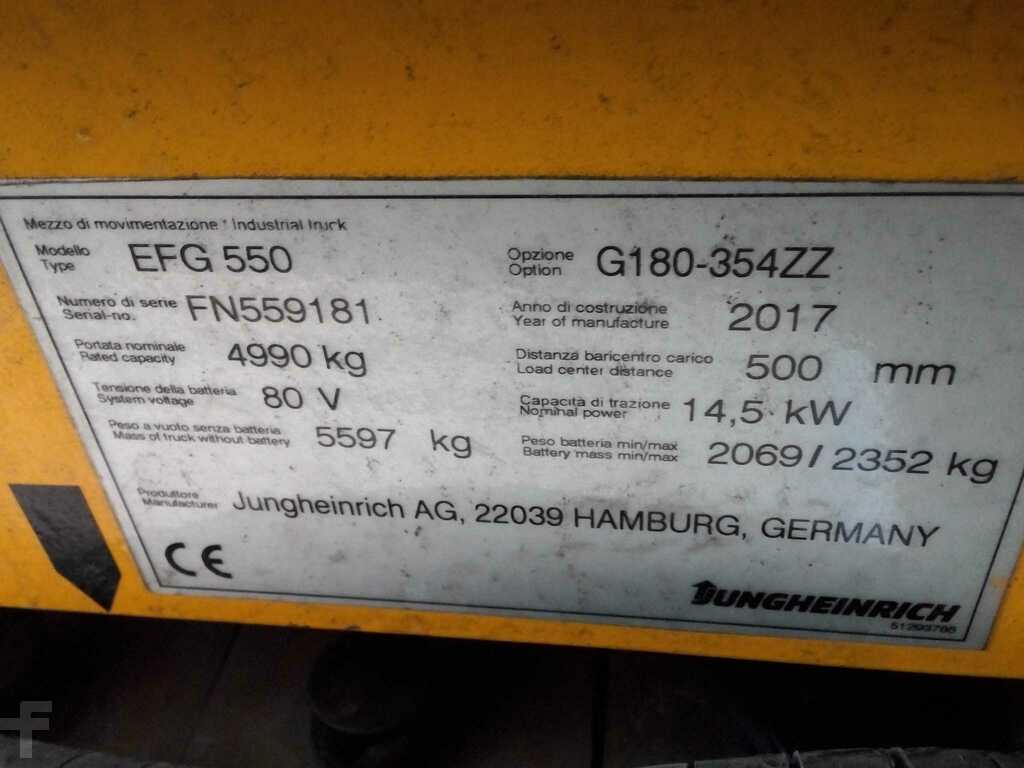 Mezzo di movimentazione * Industrial truck
Modello
Type
EFG 550
Opzione
Option
G180-354ZZ
Numero di serie
Serial-no.
FN559181
Anno di costruzione
Year of manufacture
2017
Portata nominale
Rated capacity
4990 kg
Distanza baricentro carico
Load center distance
500 mm
Tensione della batteria
System voltage
80 V
Capacita di trazione
Nominal power
14,5 kW
Peso a vuoto senza batteria
Mass of truck without battery
5597 kg
Peso batteria min/max
Battery mass min/max
2069 / 2352 kg
Produttore
Manufacturer
Jungheinrich AG, 22039 HAMBURG, GERMANY
CE
JUNGHEINRICH